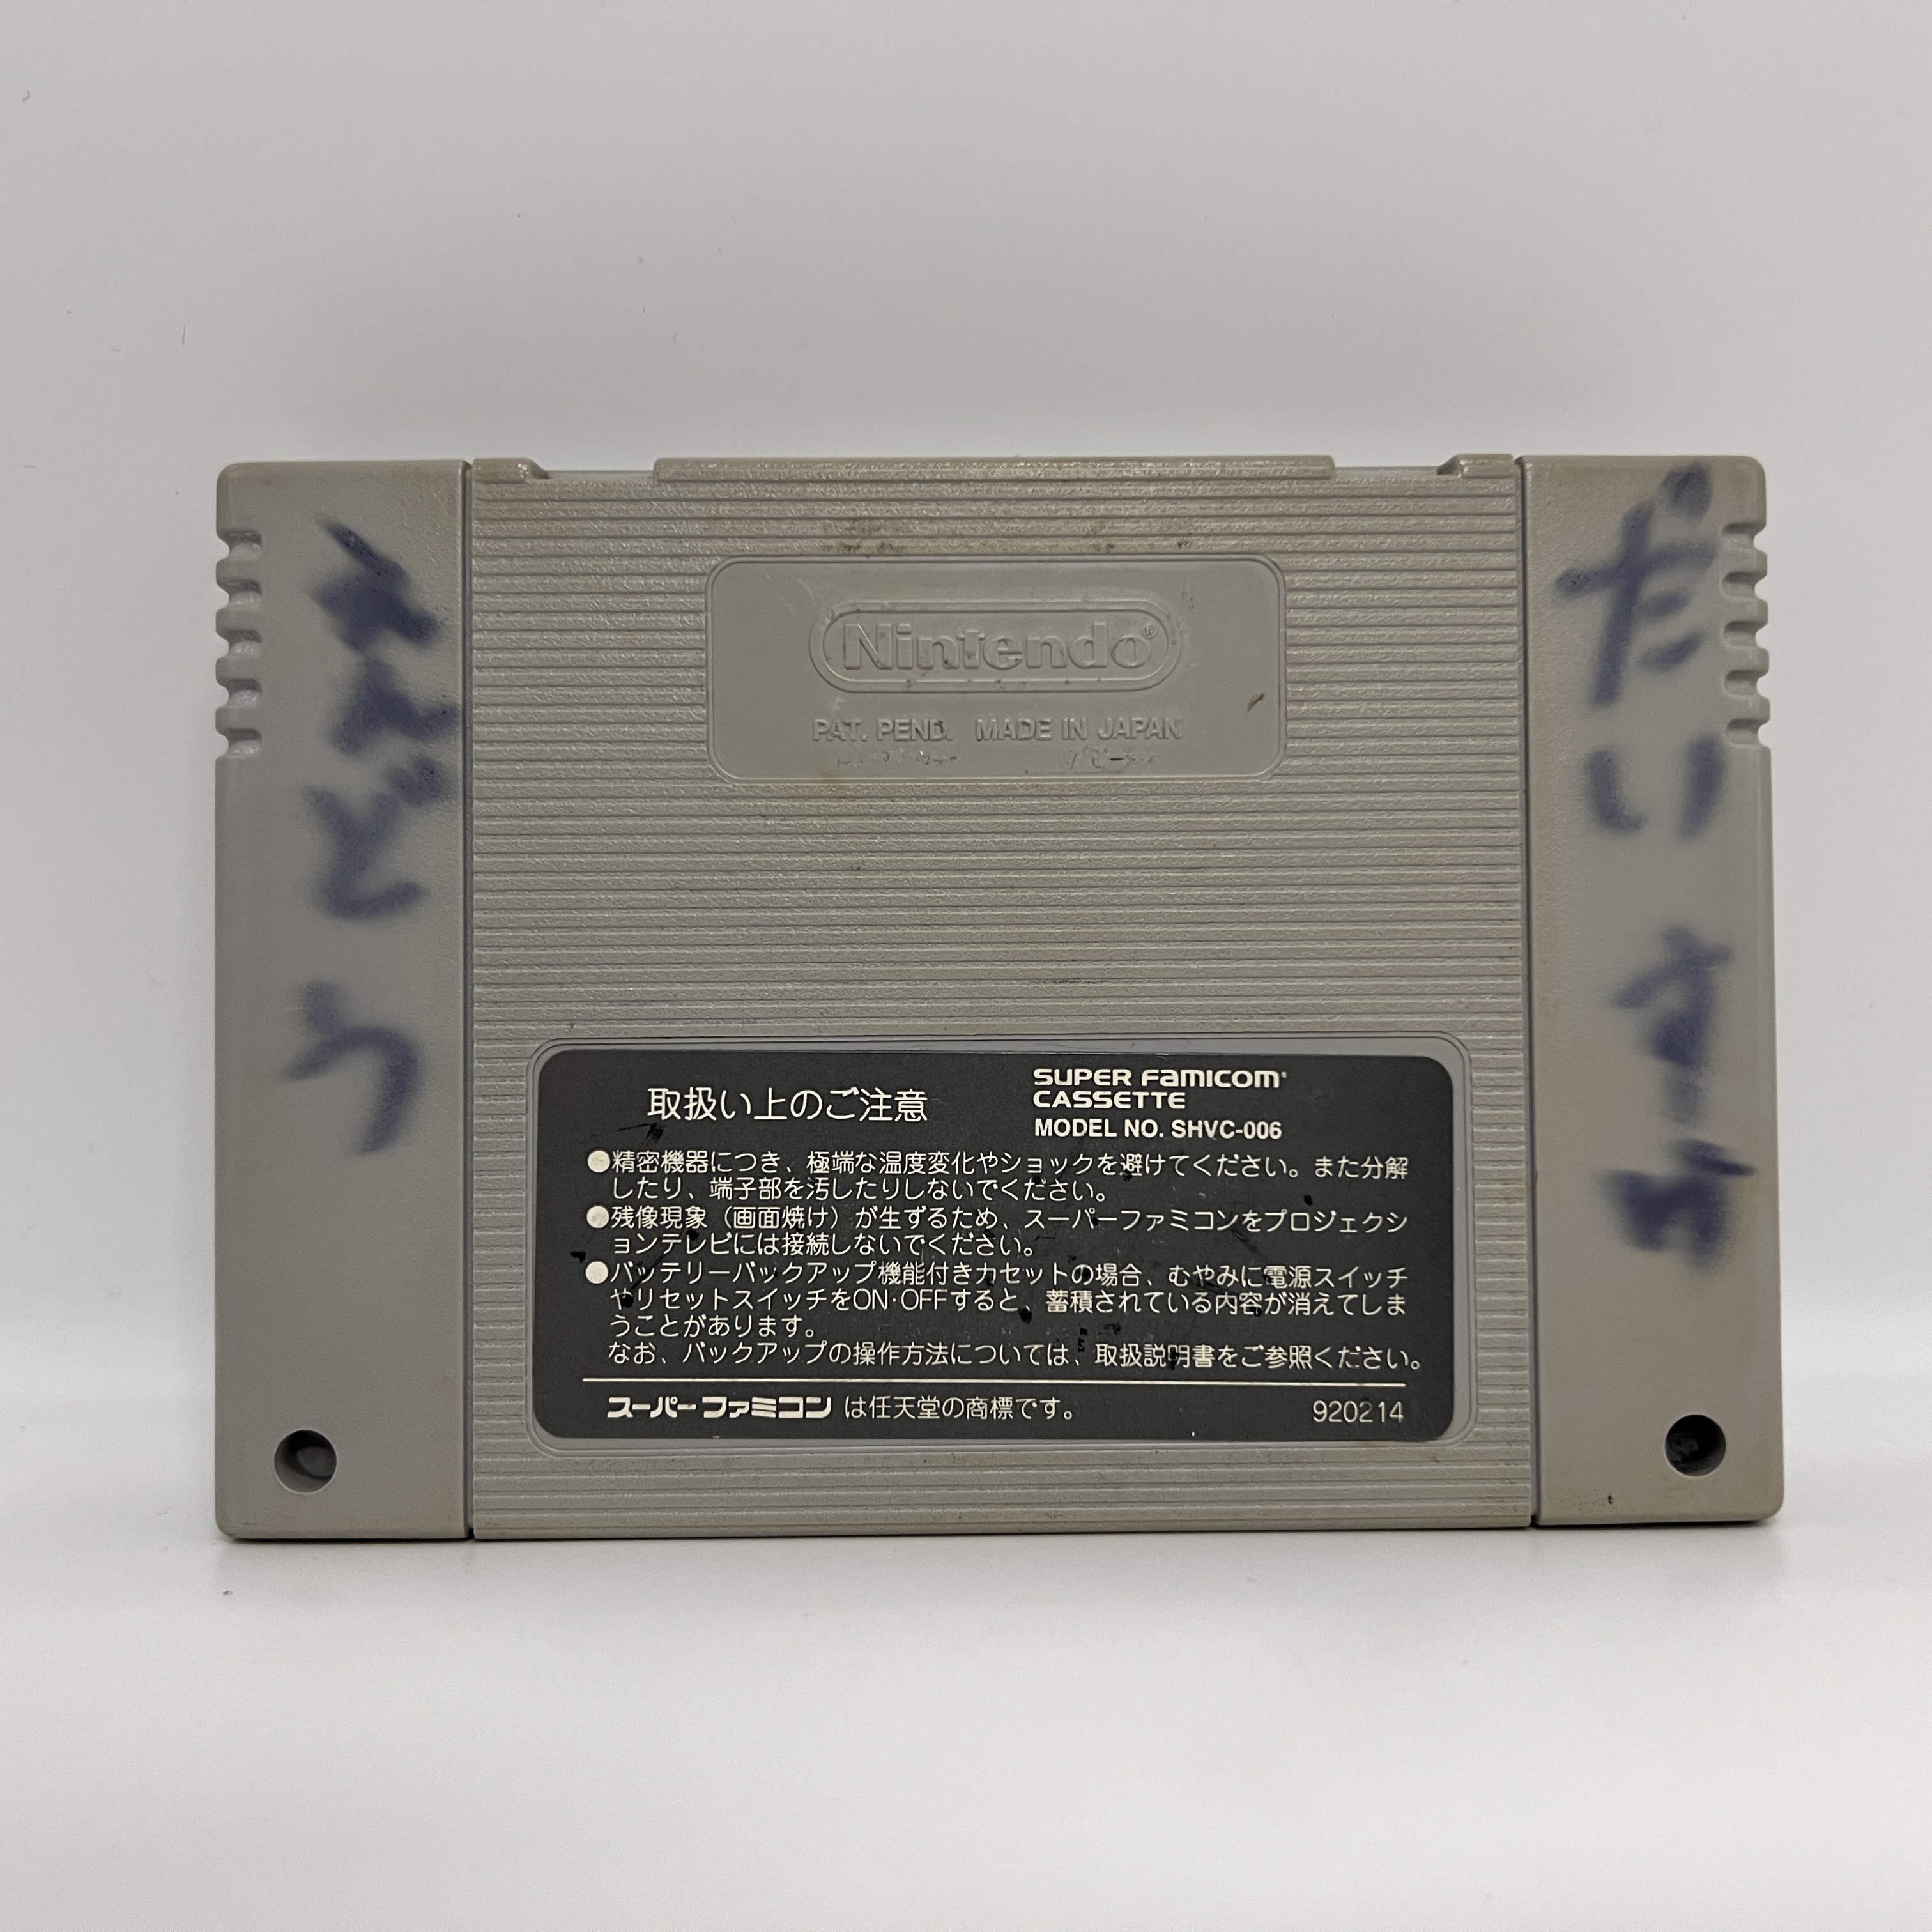 Nintendo®
PAT. PEND. MADE IN JAPAN
取扱い上のご注意
SUPER FAMICOM
CASSETTE
MODEL NO. SHVC-006
●精密機器につき、極端な温度変化やショックを避けてください。また分解
したり、端子部を汚したりしないでください。
●残像現象（画面焼け）が生ずるため、スーパーファミコンをプロジェクシ
ョンテレビには接続しないでください。
●バッテリーバックアップ機能付きカセットの場合、むやみに電源スイッチ
やリセットスイッチをON·OFFすると、蓄積されている内容が消えてしま
うことがあります。
なお、バックアップの操作方法については、取扱説明書をご参照ください。
スーパーファミコンは任天堂の商標です。
920214
だい
どう